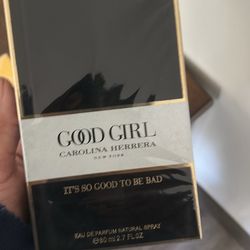 GOOD GIRL
CAROLINA HERRERA
NEW YORK
IT'S SO GOOD TO BE BAD™
EAU DE PARFUM NATURAL SPRAY
℮80 ml 2.7 FL.OZ.